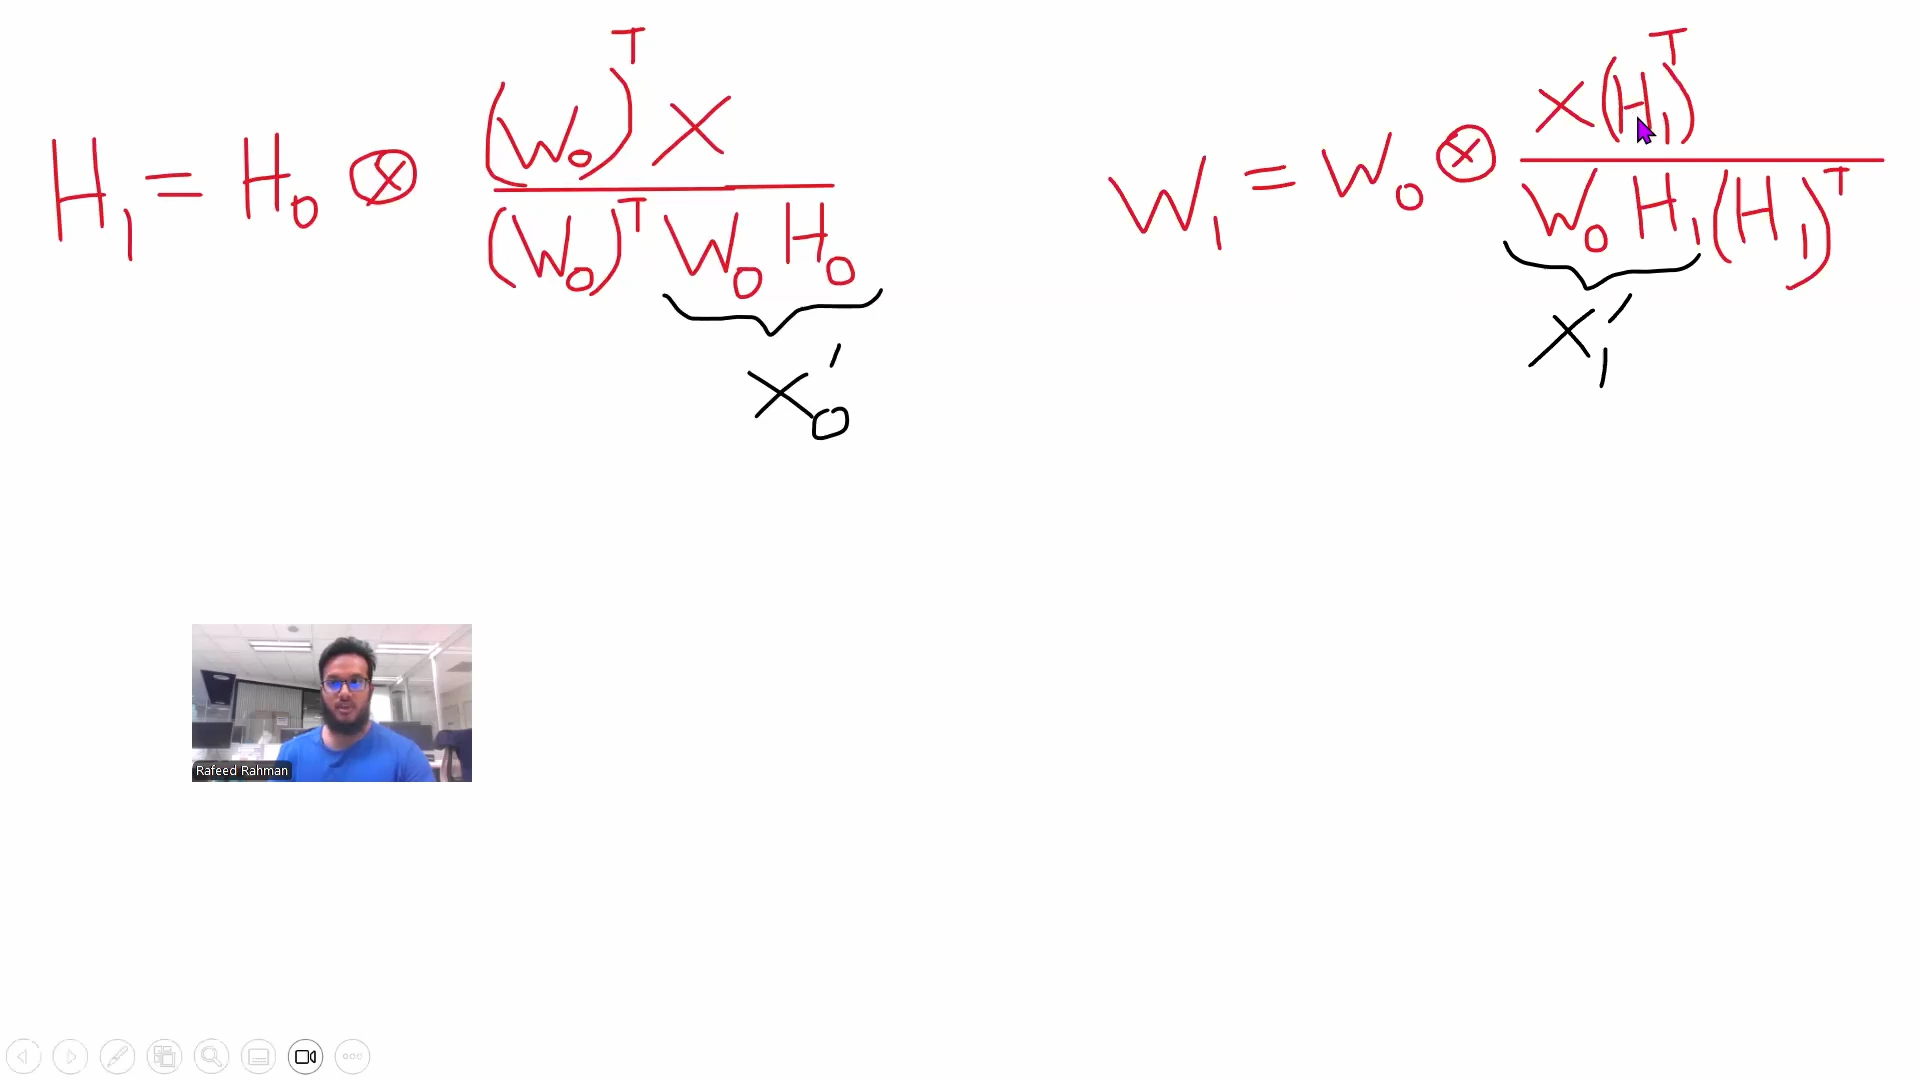 H₁ = H₀ ⊗ (W₀)ᵀ X / (W₀)ᵀ W₀ H₀
X₀′
W₁ = W₀ ⊗ X(H₁)ᵀ / W₀ H₁ (H₁)ᵀ
X₁′
Rafeed Rahman